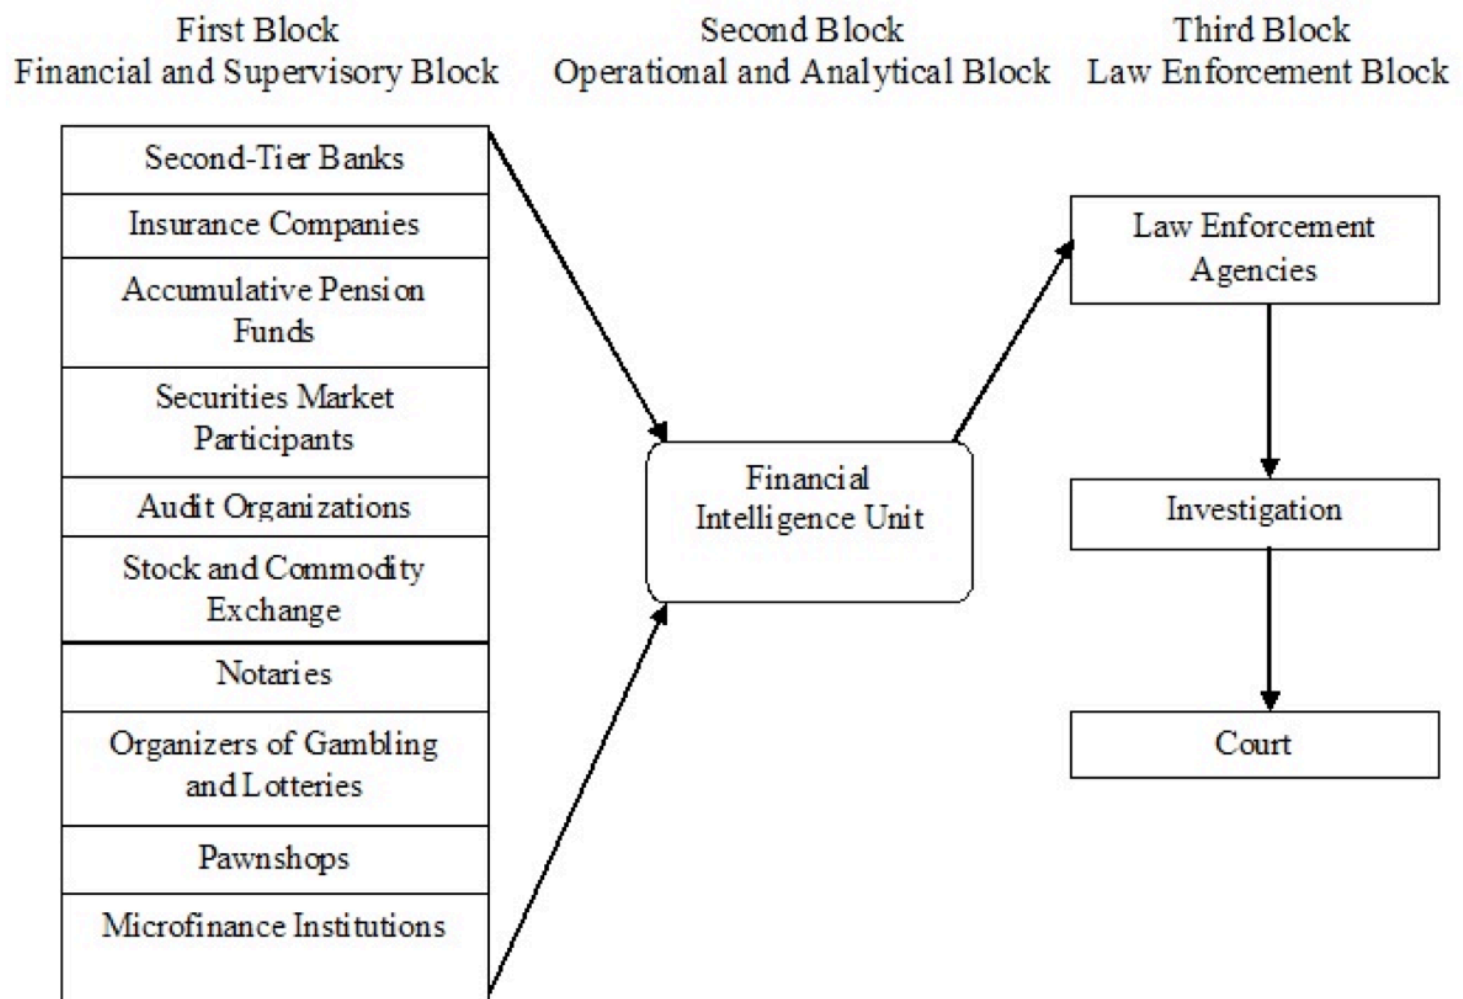 First Block
Financial and Supervisory Block
Second Block
Operational and Analytical Block
Third Block
Law Enforcement Block
Second-Tier Banks
Insurance Companies
Accumulative Pension
Funds
Securities Market
Participants
Audit Organizations
Stock and Commodity
Exchange
Notaries
Organizers of Gambling
and Lotteries
Pawnshops
Microfinance Institutions
Financial
Intelligence Unit
Law Enforcement
Agencies
Investigation
Court